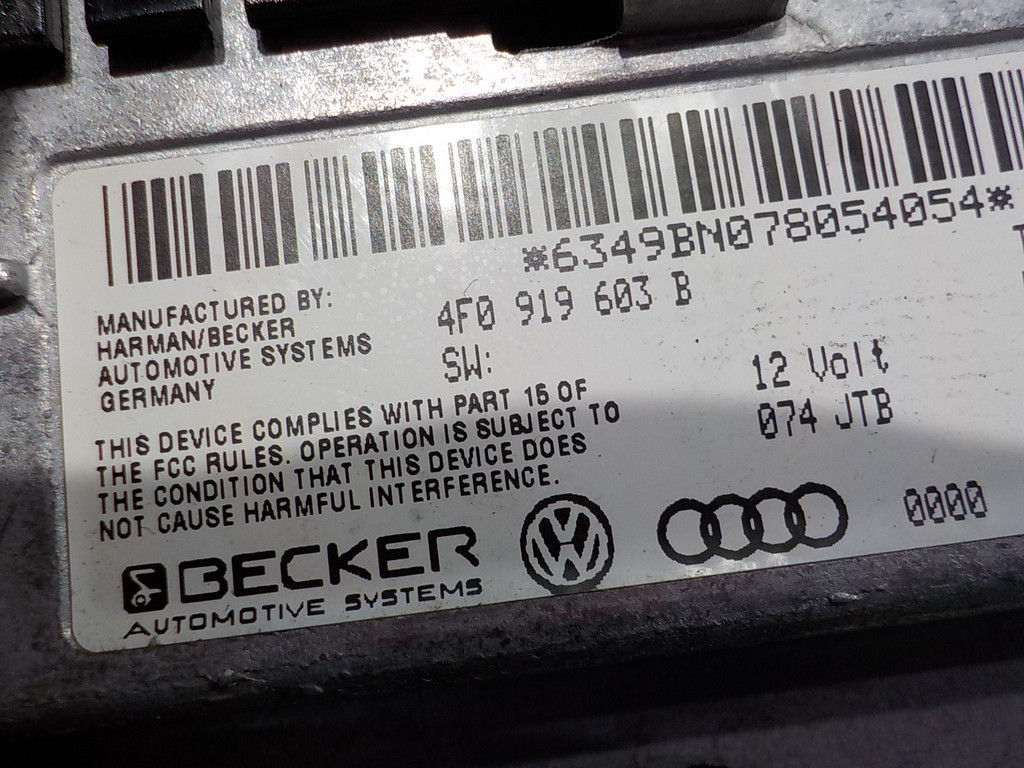 *6349BN078054054*
MANUFACTURED BY:
HARMAN/BECKER
AUTOMOTIVE SYSTEMS
GERMANY
4F0 919 603 B
SW:
12 Volt
074 JTB
THIS DEVICE COMPLIES WITH PART 15 OF
THE FCC RULES. OPERATION IS SUBJECT TO
THE CONDITION THAT THIS DEVICE DOES
NOT CAUSE HARMFUL INTERFERENCE.
BECKER
AUTOMOTIVE SYSTEMS
VW
0000